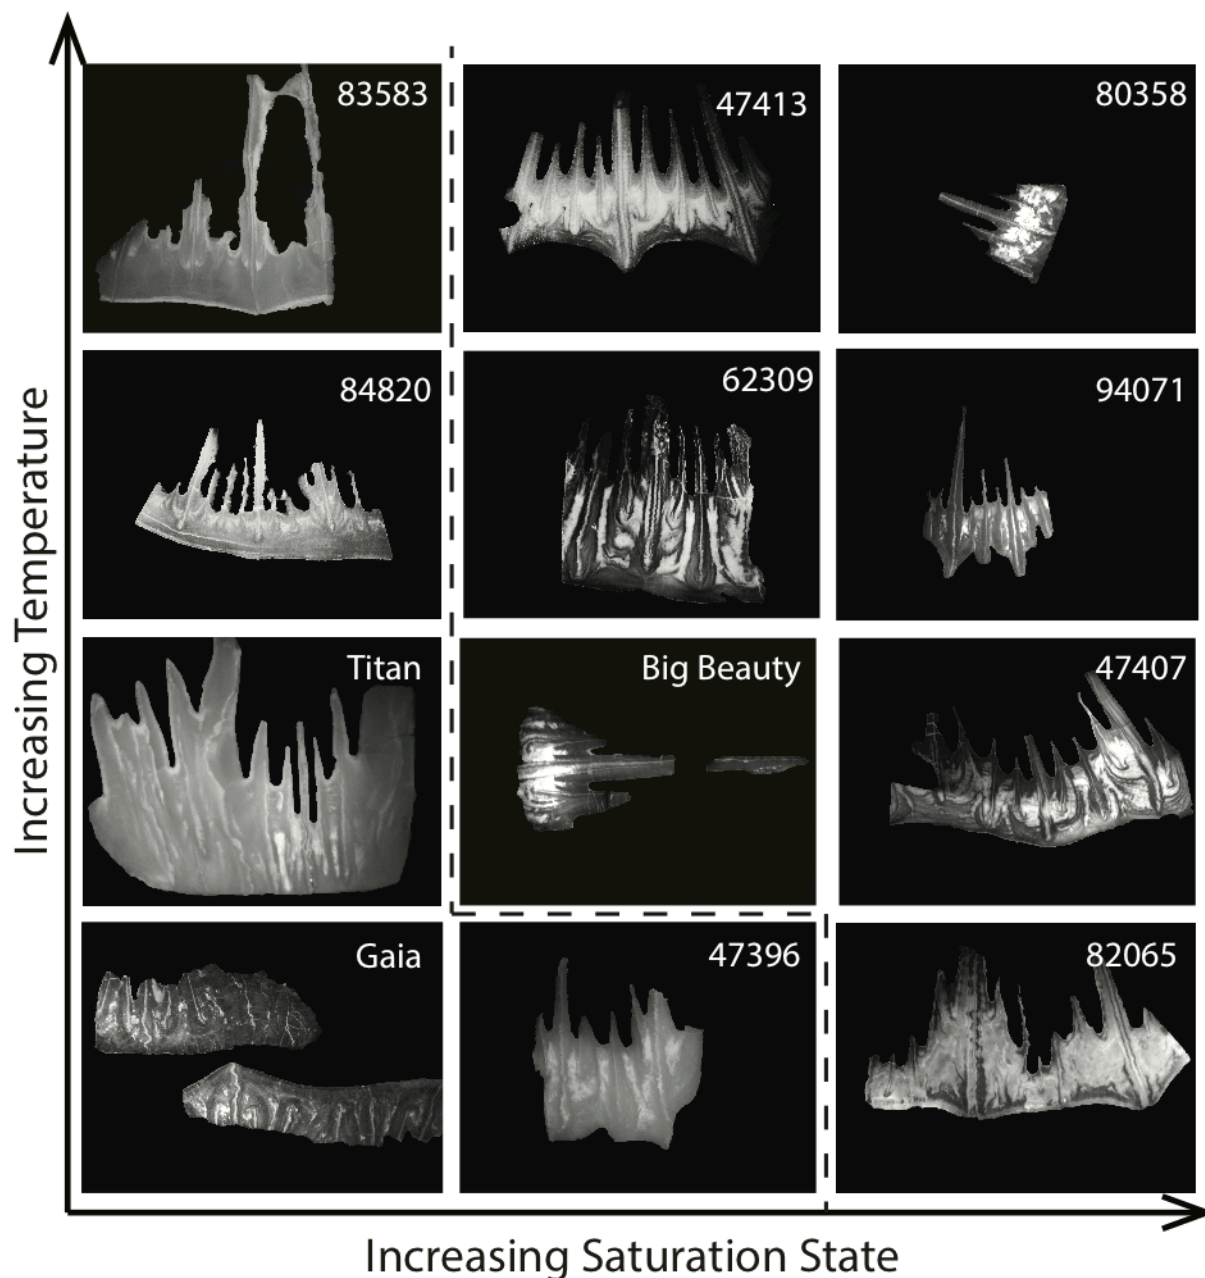 83583
47413
80358
84820
62309
94071
Titan
Big Beauty
47407
Gaia
47396
82065
Increasing Temperature
Increasing Saturation State